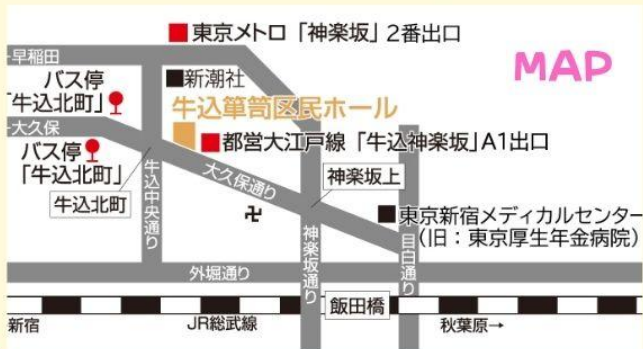 東京メトロ「神楽坂」2番出口
MAP
←早稲田
バス停
「牛込北町」
新潮社
牛込箪笥区民ホール
←大久保
都営大江戸線「牛込神楽坂」A1出口
バス停
「牛込北町」
牛込北町
牛込中央通り
大久保通り
神楽坂上
卍
東京新宿メディカルセンター
(旧:東京厚生年金病院)
神楽坂通り
目白通り
外堀通り
飯田橋
新宿
JR総武線
秋葉原→